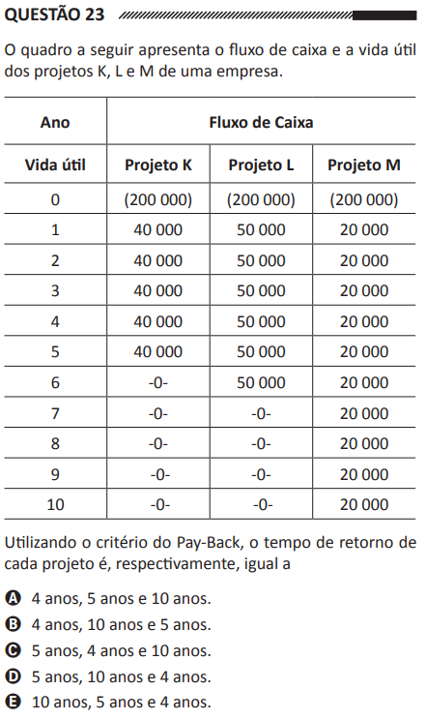 QUESTÃO 23
O quadro a seguir apresenta o fluxo de caixa e a vida útil
dos projetos K, L e M de uma empresa.
Ano Fluxo de Caixa
Vida útil Projeto K Projeto L Projeto M
0 (200 000) (200 000) (200 000)
1 40 000 50 000 20 000
2 40 000 50 000 20 000
3 40 000 50 000 20 000
4 40 000 50 000 20 000
5 40 000 50 000 20 000
6 -0- 50 000 20 000
7 -0- -0- 20 000
8 -0- -0- 20 000
9 -0- -0- 20 000
10 -0- -0- 20 000
Utilizando o critério do Pay-Back, o tempo de retorno de
cada projeto é, respectivamente, igual a
A 4 anos, 5 anos e 10 anos.
B 4 anos, 10 anos e 5 anos.
C 5 anos, 4 anos e 10 anos.
D 5 anos, 10 anos e 4 anos.
E 10 anos, 5 anos e 4 anos.